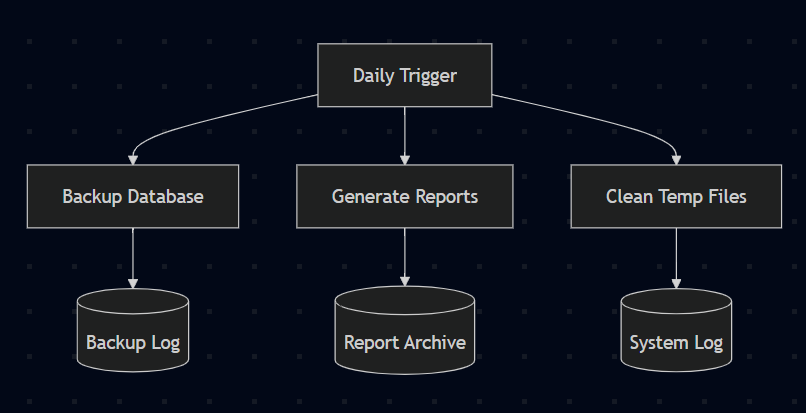 Daily Trigger
Backup Database
Generate Reports
Clean Temp Files
Backup Log
Report Archive
System Log